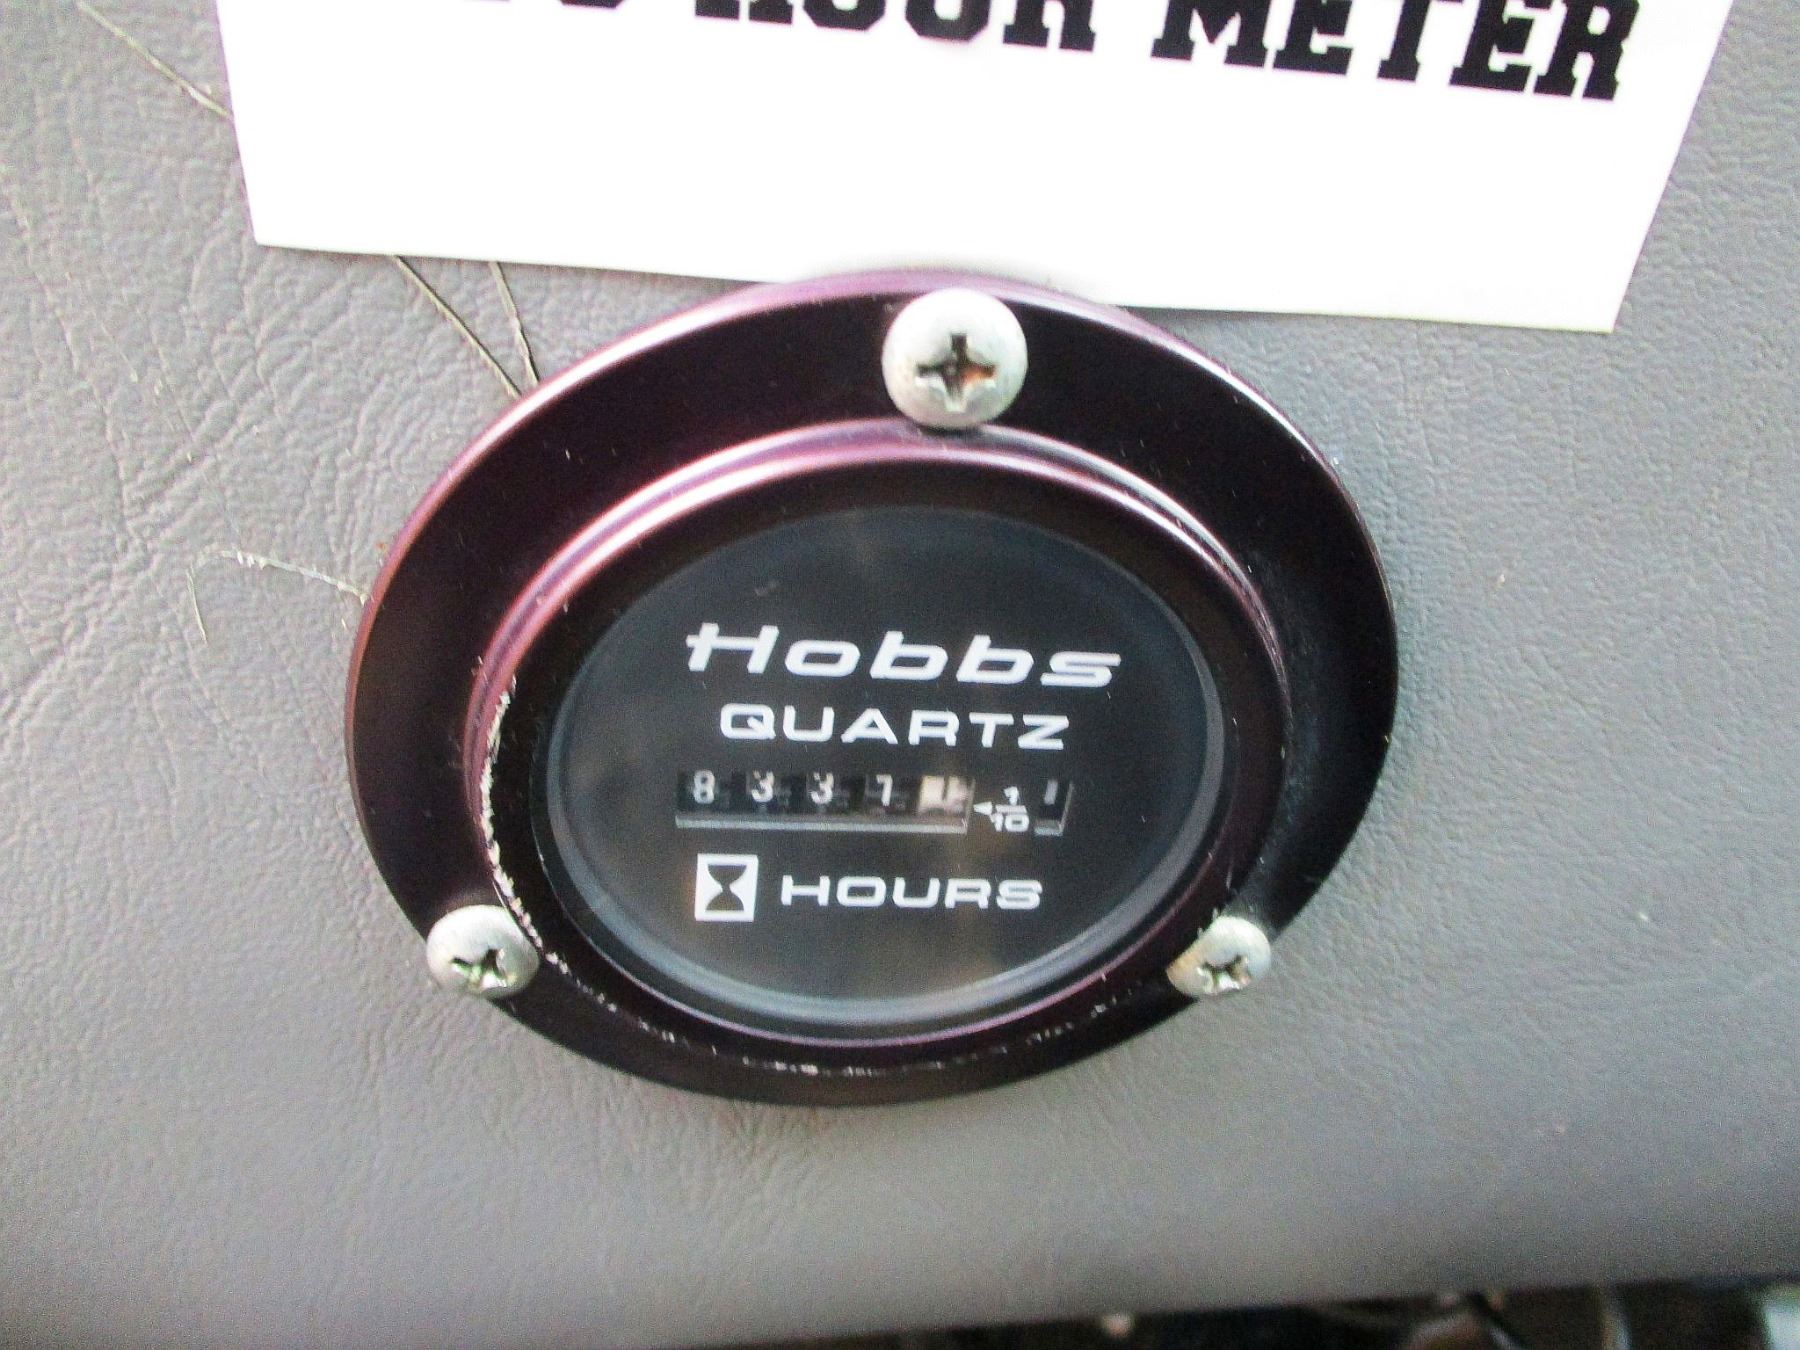 HOUR METER
Hobbs
QUARTZ
8337 1/10
HOURS